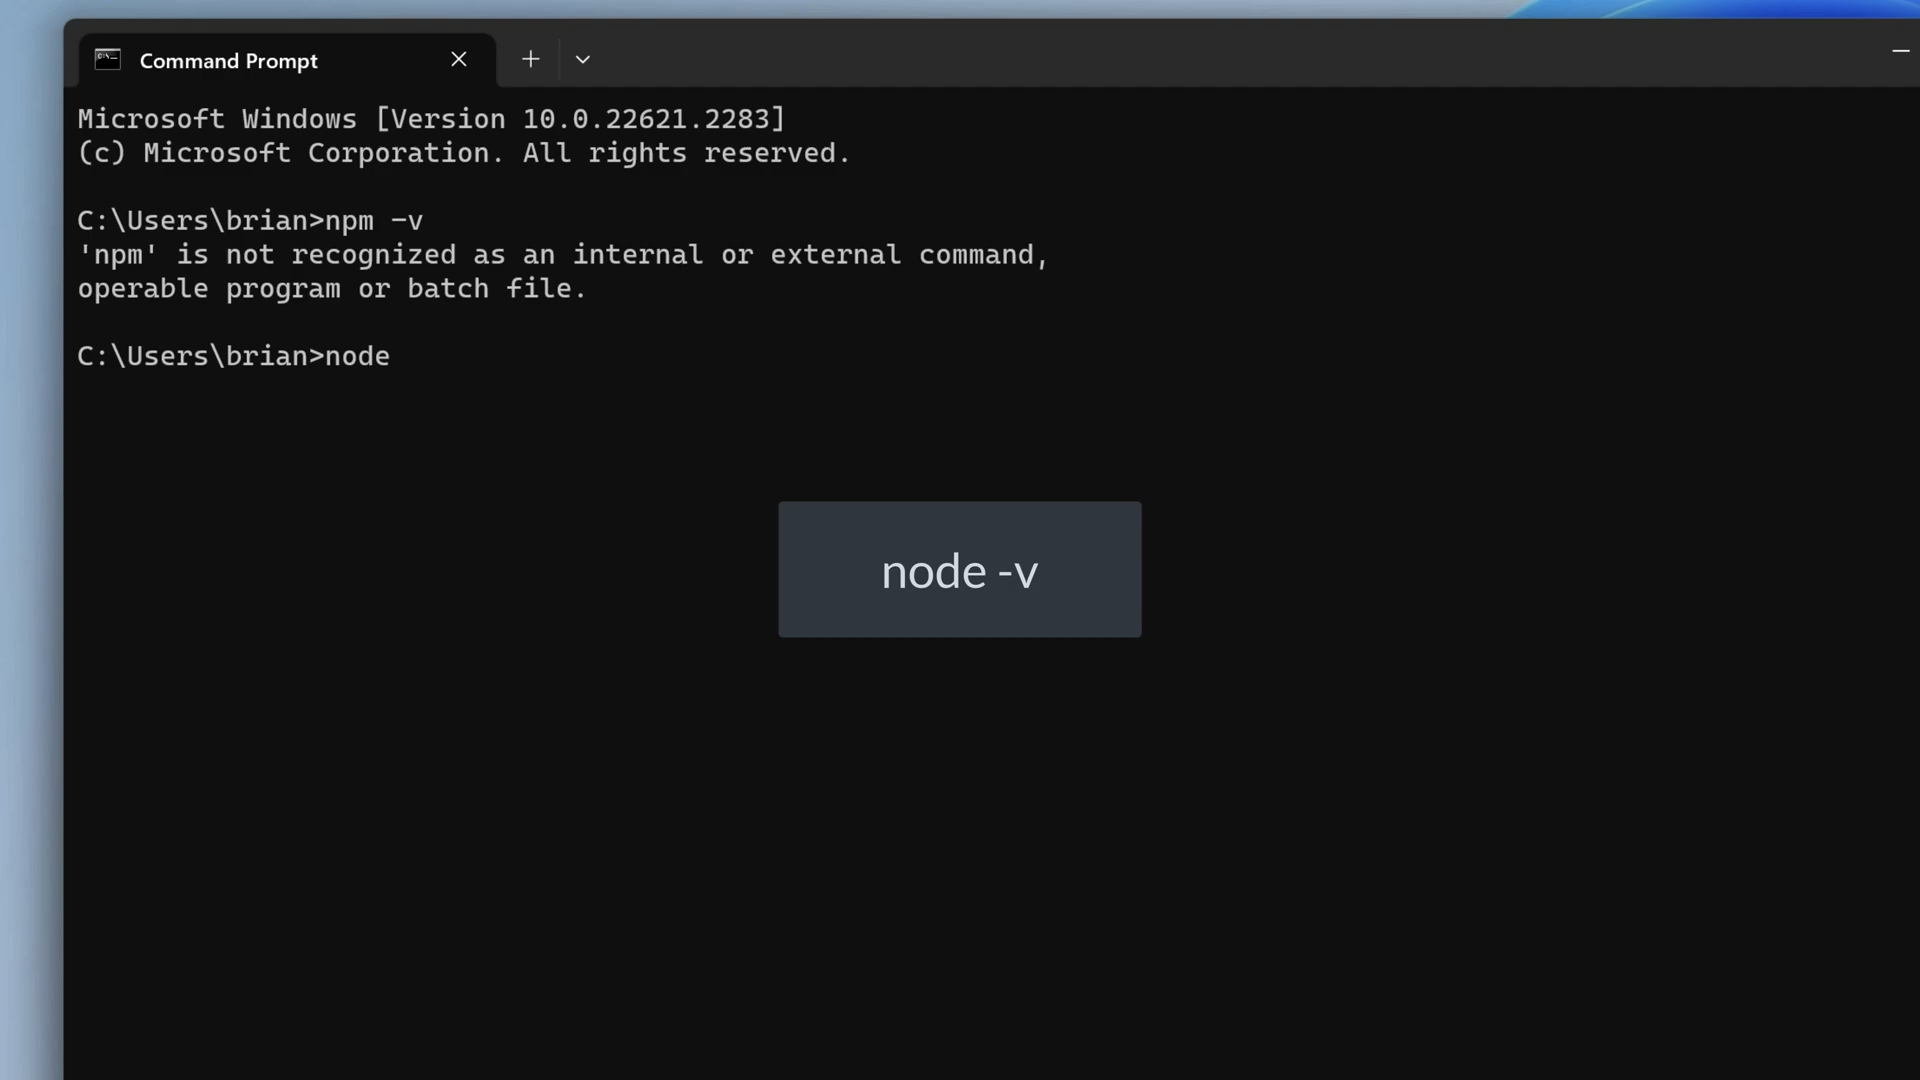 Command Prompt
Microsoft Windows [Version 10.0.22621.2283]
(c) Microsoft Corporation. All rights reserved.
C:\Users\brian>npm -v
'npm' is not recognized as an internal or external command,
operable program or batch file.
C:\Users\brian>node
node -v